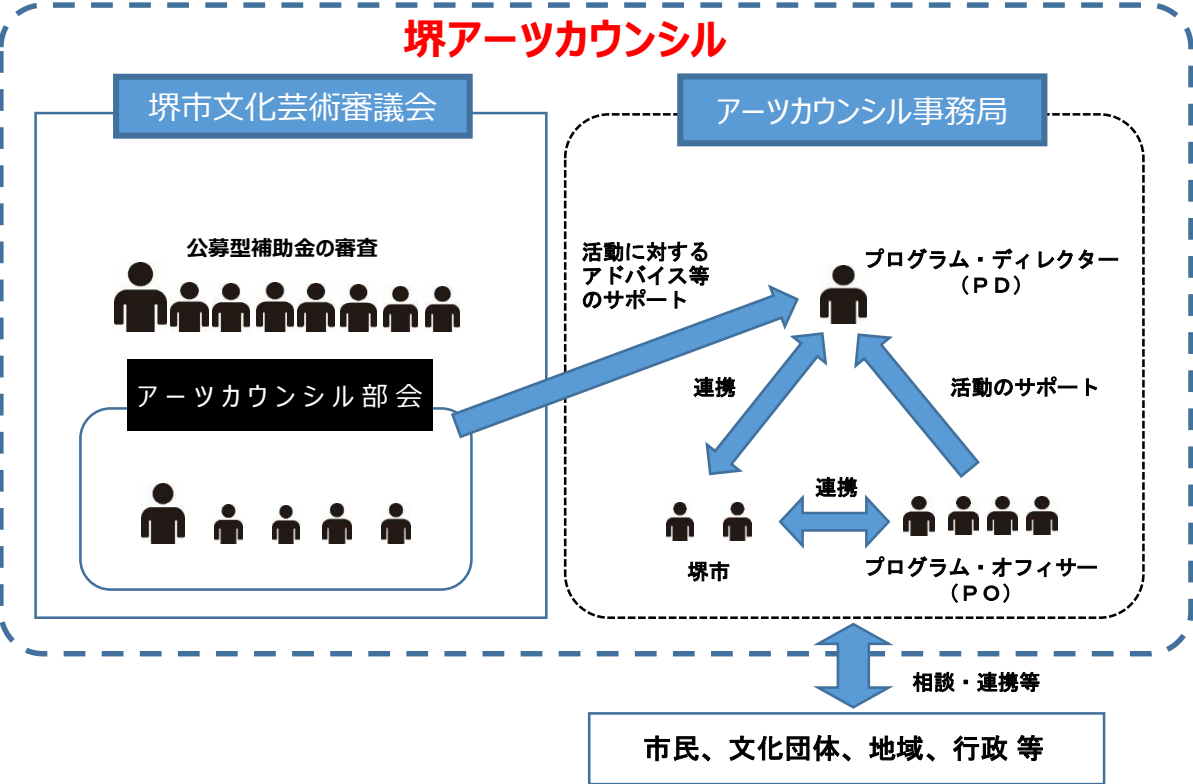 堺アーツカウンシル
堺市文化芸術審議会
公募型補助金の審査
アーツカウンシル部会
アーツカウンシル事務局
活動に対する
アドバイス等
のサポート
プログラム・ディレクター
（ＰＤ）
連携
活動のサポート
連携
堺市
プログラム・オフィサー
（ＰＯ）
相談・連携等
市民、文化団体、地域、行政 等